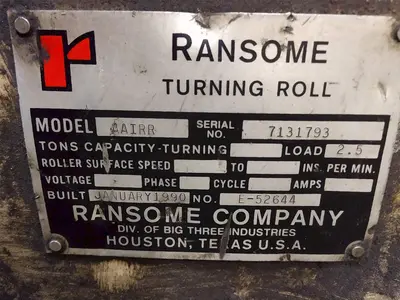 r RANSOME
TURNING ROLL
MODEL AAIRR SERIAL NO. 7131793
TONS CAPACITY-TURNING LOAD 2.5
ROLLER SURFACE SPEED TO INS. PER MIN.
VOLTAGE PHASE CYCLE AMPS
BUILT JANUARY1990 NO. E-52644
RANSOME COMPANY
DIV. OF BIG THREE INDUSTRIES
HOUSTON, TEXAS U.S.A.